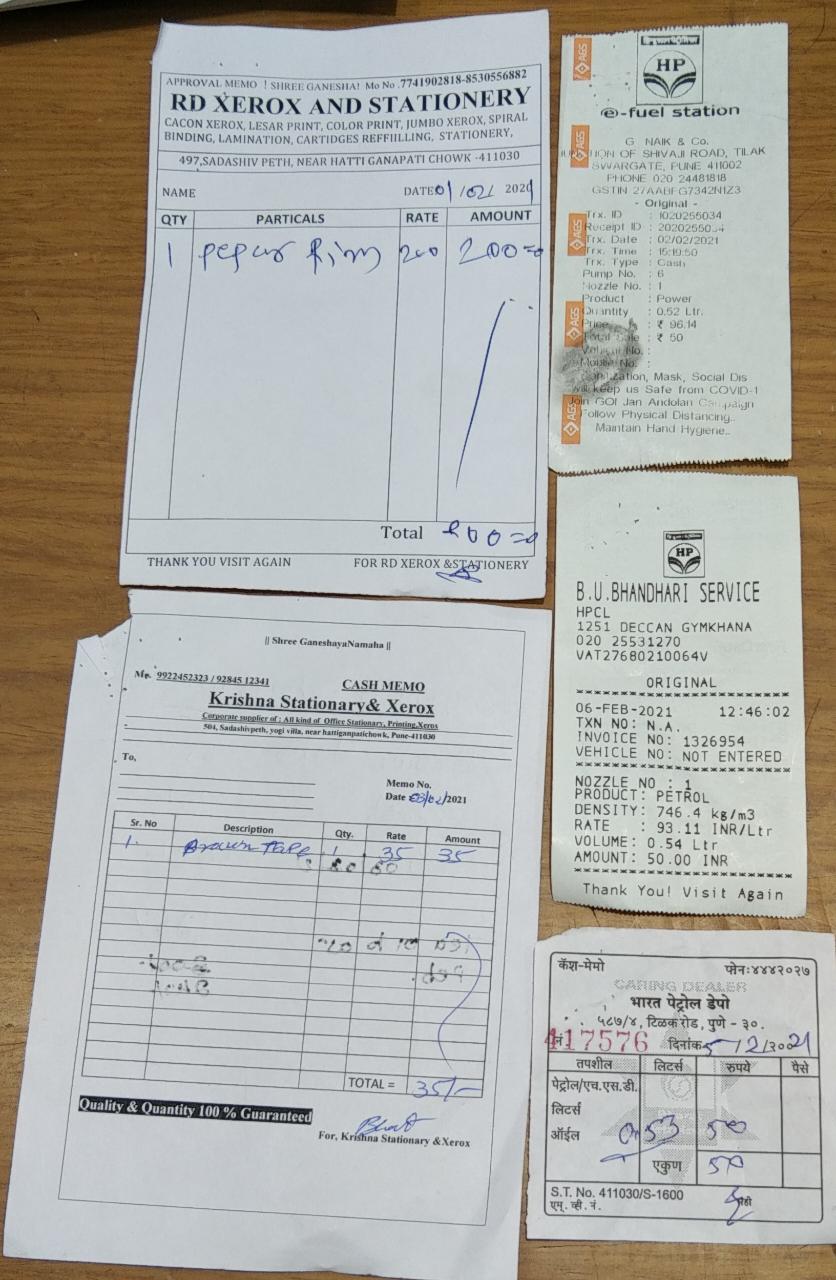 APPROVAL MEMO ! SHREE GANESHA! Mo No .7741902818-8530556882
RD XEROX AND STATIONERY
CACON XEROX, LESAR PRINT, COLOR PRINT, JUMBO XEROX, SPIRAL
BINDING, LAMINATION, CARTIDGES REFFIILLING, STATIONERY,
497,SADASHIV PETH, NEAR HATTI GANAPATI CHOWK -411030
NAME DATE 01/02/ 2021
QTY PARTICALS RATE AMOUNT
1 peper Rim 200 200=0
Total 200=0
THANK YOU VISIT AGAIN FOR RD XEROX &STATIONERY
HP
e-fuel station
G NAIK & Co.
OF SHIVAJI ROAD, TILAK
SWARGATE, PUNE 411002
PHONE 020 24481818
GSTIN 27AABFG7342N1Z3
- Original -
Trx. ID : 1020255034
Receipt ID : 2020255034
Trx. Date : 02/02/2021
Trx. Time : 15:19:50
Trx. Type : Cash
Pump No. : 6
Nozzle No. : 1
Product : Power
Quantity : 0.52 Ltr.
Price : ₹ 96.14
Total Sale : ₹ 50
Vehicle No. :
Mobile No. :
Mask, Social Dis
keep us Safe from COVID-1
Join GOI Jan Andolan Campaign
Follow Physical Distancing..
Maintain Hand Hygiene..
AGS
AGS
AGS
AGS
AGS
|| Shree GaneshayaNamaha ||
Mo. 9922452323 / 92845 12341 CASH MEMO
Krishna Stationary& Xerox
Corporate supplier of : All kind of Office Stationary, Printing,Xerox
504, Sadashivpeth, yogi villa, near hattiganpatichowk, Pune-411030
To,
Memo No.
Date :03/02/2021
Sr. No Description Qty. Rate Amount
1. Brown Tape 1 35 35
TOTAL = 35/-
Quality & Quantity 100 % Guaranteed
For, Krishna Stationary &Xerox
HP
B.U.BHANDHARI SERVICE
HPCL
1251 DECCAN GYMKHANA
020 25531270
VAT27680210064V
ORIGINAL
06-FEB-2021 12:46:02
TXN NO: N.A.
INVOICE NO: 1326954
VEHICLE NO: NOT ENTERED
NOZZLE NO : 1
PRODUCT: PETROL
DENSITY: 746.4 kg/m3
RATE : 93.11 INR/Ltr
VOLUME: 0.54 Ltr
AMOUNT: 50.00 INR
Thank You! Visit Again
कॅश-मेमो फोनः४४४२०२७
CARING DEALER
भारत पेट्रोल डेपो
५८७/४, टिळक रोड, पुणे - ३०.
नं. 417576 दिनांक 5/2/२०21
तपशील लिटर्स रुपये पैसे
पेट्रोल/एच.एस.डी.
लिटर्स
ऑईल 0.53 50
एकुण 50
S.T. No. 411030/S-1600
एम्. व्ही. नं. सही